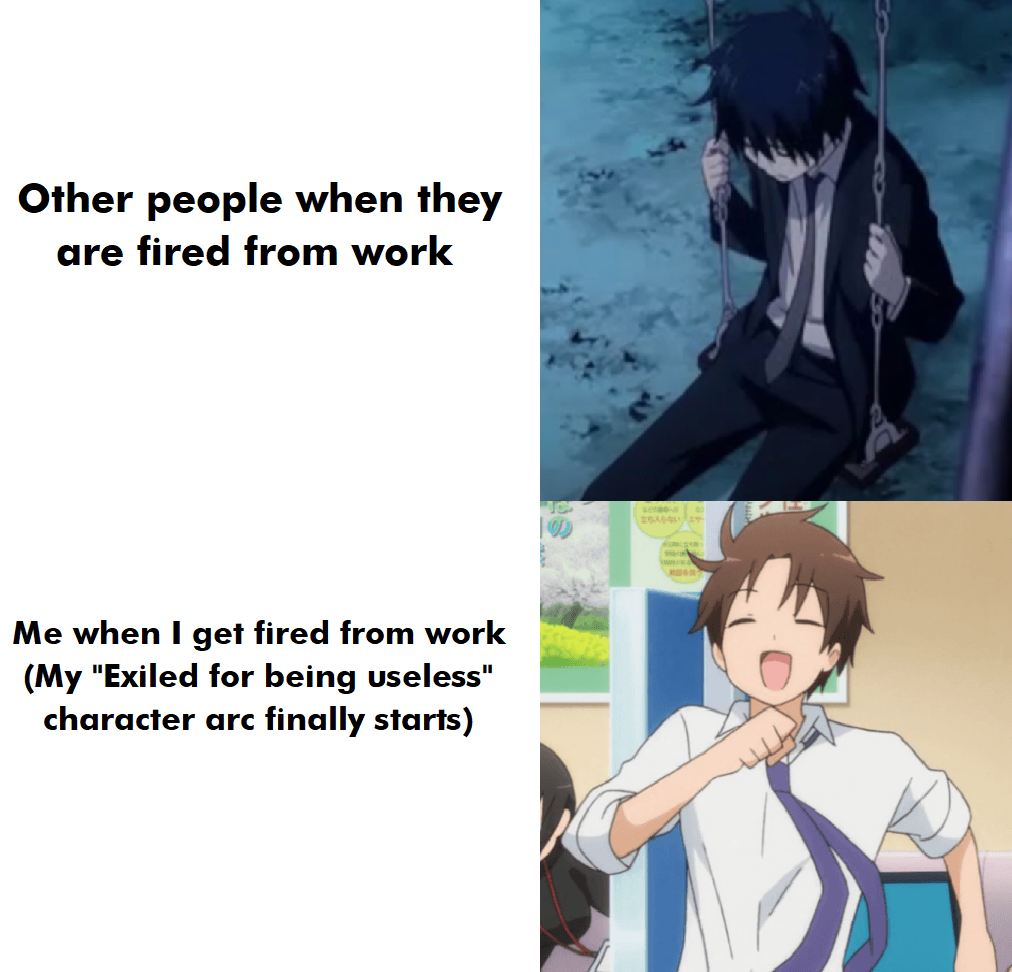 Other people when they
are fired from work
Me when I get fired from work
(My "Exiled for being useless"
character arc finally starts)